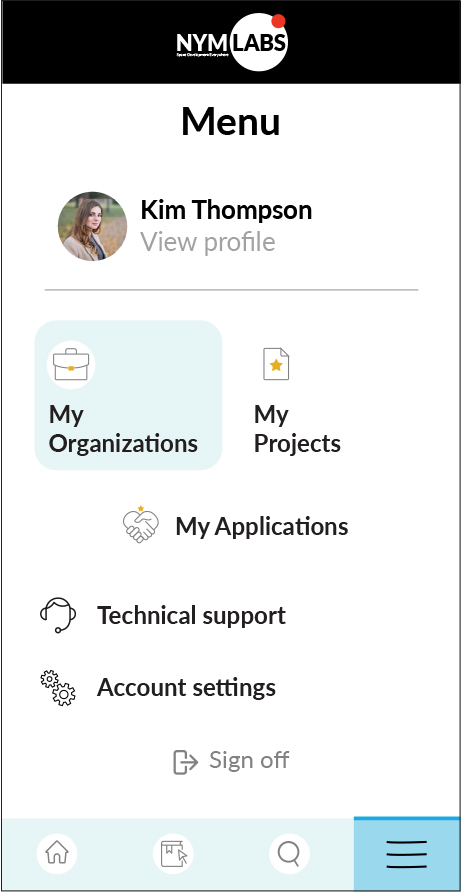 NYMLABS
Menu
Kim Thompson
View profile
My
Organizations
My
Projects
My Applications
Technical support
Account settings
Sign off